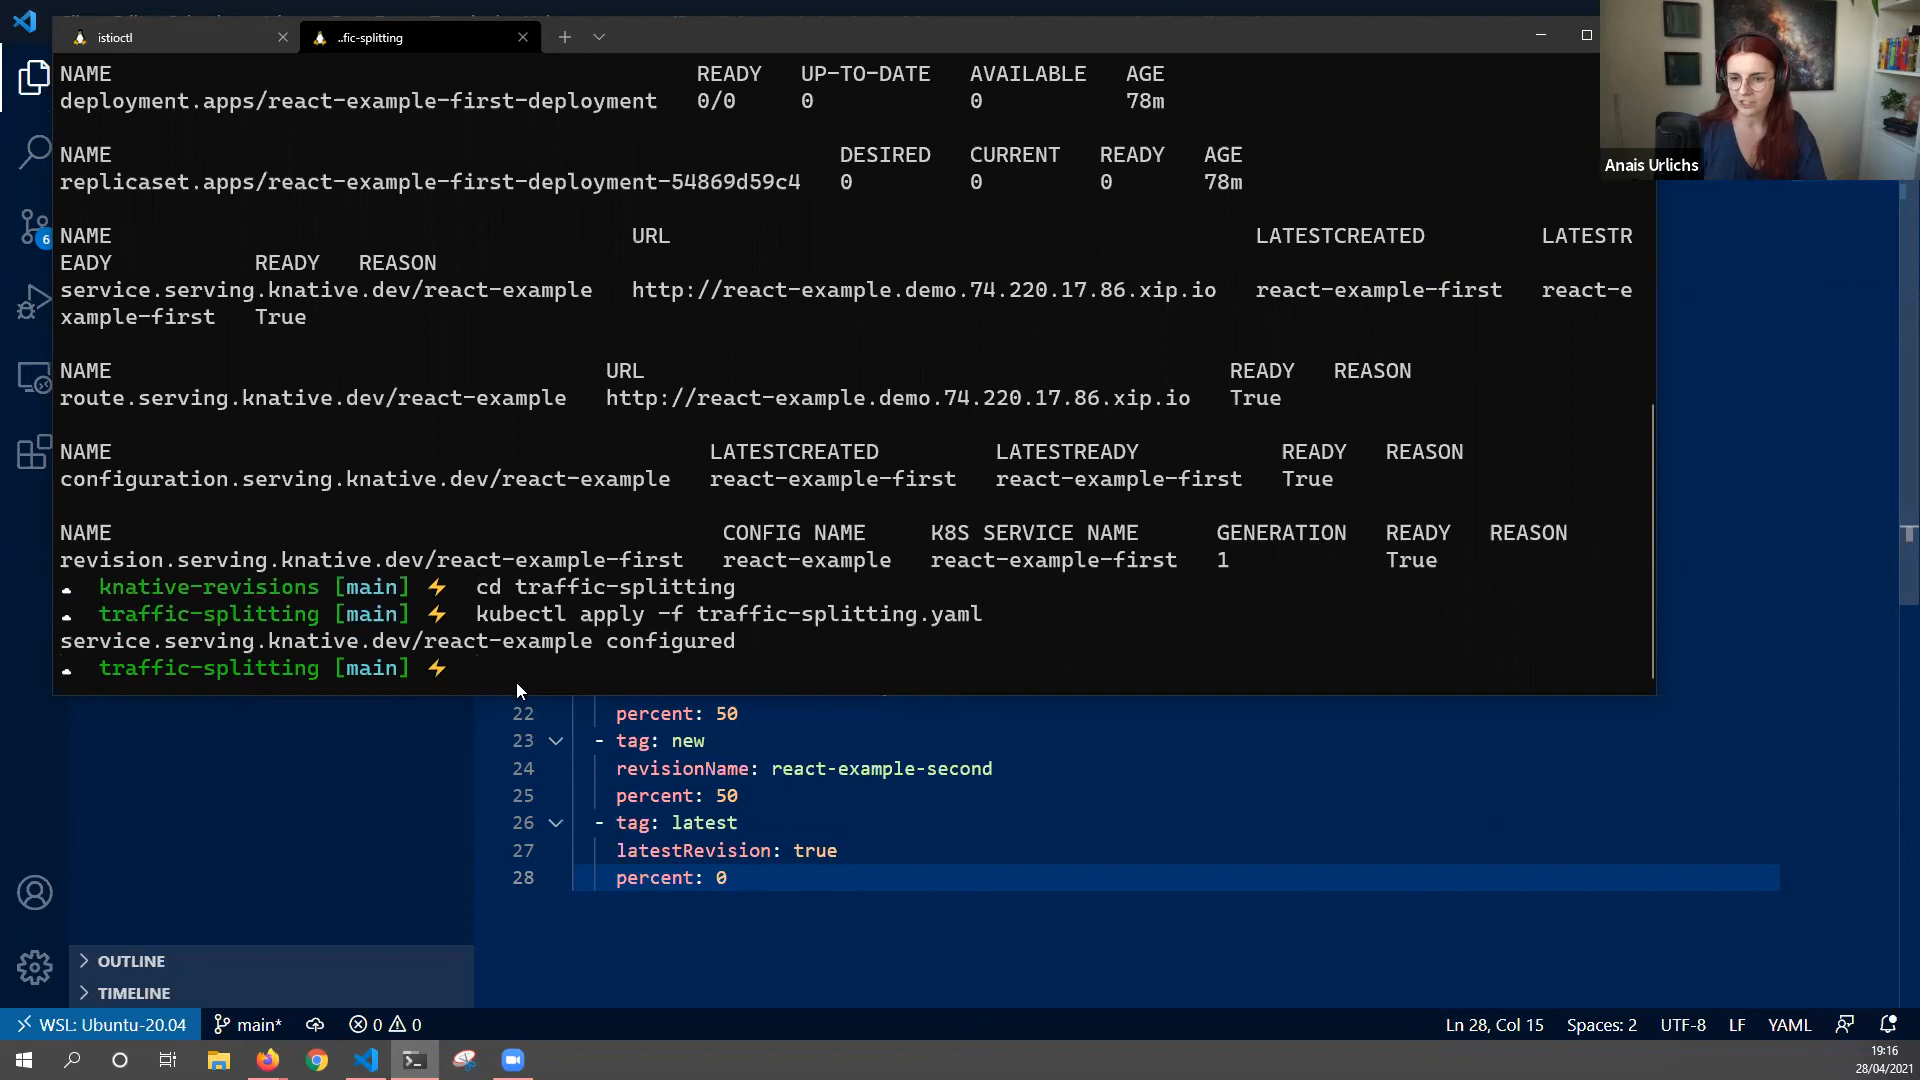 istioctl
..fic-splitting
NAME READY UP-TO-DATE AVAILABLE AGE
deployment.apps/react-example-first-deployment 0/0 0 0 78m
NAME DESIRED CURRENT READY AGE
replicaset.apps/react-example-first-deployment-54869d59c4 0 0 0 78m
NAME URL LATESTCREATED LATESTR
EADY READY REASON
service.serving.knative.dev/react-example http://react-example.demo.74.220.17.86.xip.io react-example-first react-e
xample-first True
NAME URL READY REASON
route.serving.knative.dev/react-example http://react-example.demo.74.220.17.86.xip.io True
NAME LATESTCREATED LATESTREADY READY REASON
configuration.serving.knative.dev/react-example react-example-first react-example-first True
NAME CONFIG NAME K8S SERVICE NAME GENERATION READY REASON
revision.serving.knative.dev/react-example-first react-example react-example-first 1 True
knative-revisions [main] ⚡ cd traffic-splitting
traffic-splitting [main] ⚡ kubectl apply -f traffic-splitting.yaml
service.serving.knative.dev/react-example configured
traffic-splitting [main] ⚡
Anais Urlichs
6
22 percent: 50
23 - tag: new
24 revisionName: react-example-second
25 percent: 50
26 - tag: latest
27 latestRevision: true
28 percent: 0
OUTLINE
TIMELINE
WSL: Ubuntu-20.04 main* 0 0 Ln 28, Col 15 Spaces: 2 UTF-8 LF YAML
19:16
28/04/2021